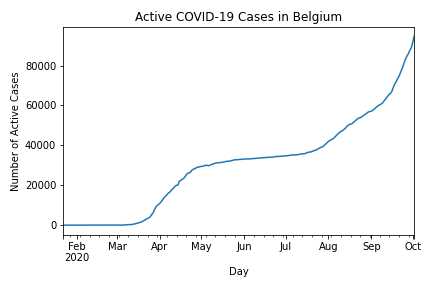 Active COVID-19 Cases in Belgium
Number of Active Cases
80000
60000
40000
20000
0
Feb Mar Apr May Jun Jul Aug Sep Oct
2020
Day